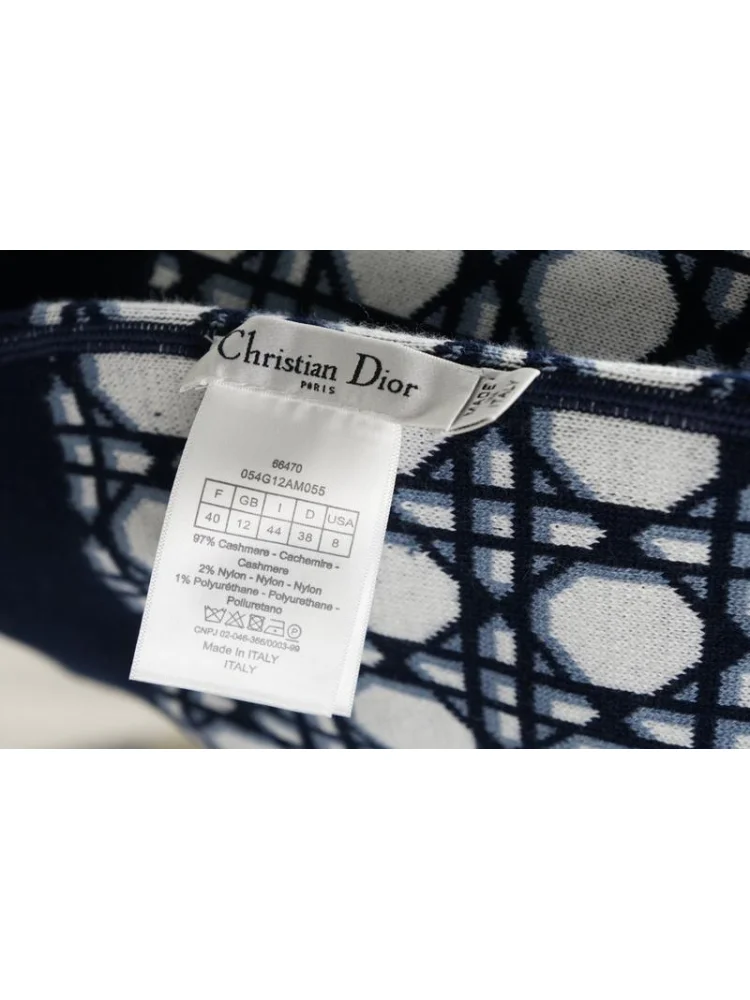 Christian Dior
PARIS
MADE IN
ITALY
66470
054G12AM055
F GB I D USA
40 12 44 38 8
97% Cashmere - Cachemire -
Cashmere
2% Nylon - Nylon - Nylon
1% Polyuréthane - Polyurethane -
Poliuretano
CNPJ 02-046-366/0003-99
Made In ITALY
ITALY